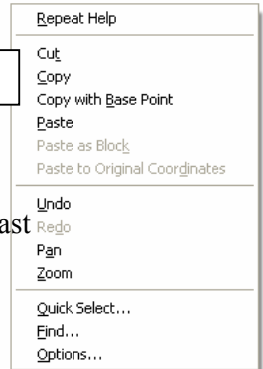 Repeat Help
Cut
Copy
Copy with Base Point
Paste
Paste as Block
Paste to Original Coordinates
Undo
ast
Redo
Pan
Zoom
Quick Select...
Find...
Options...